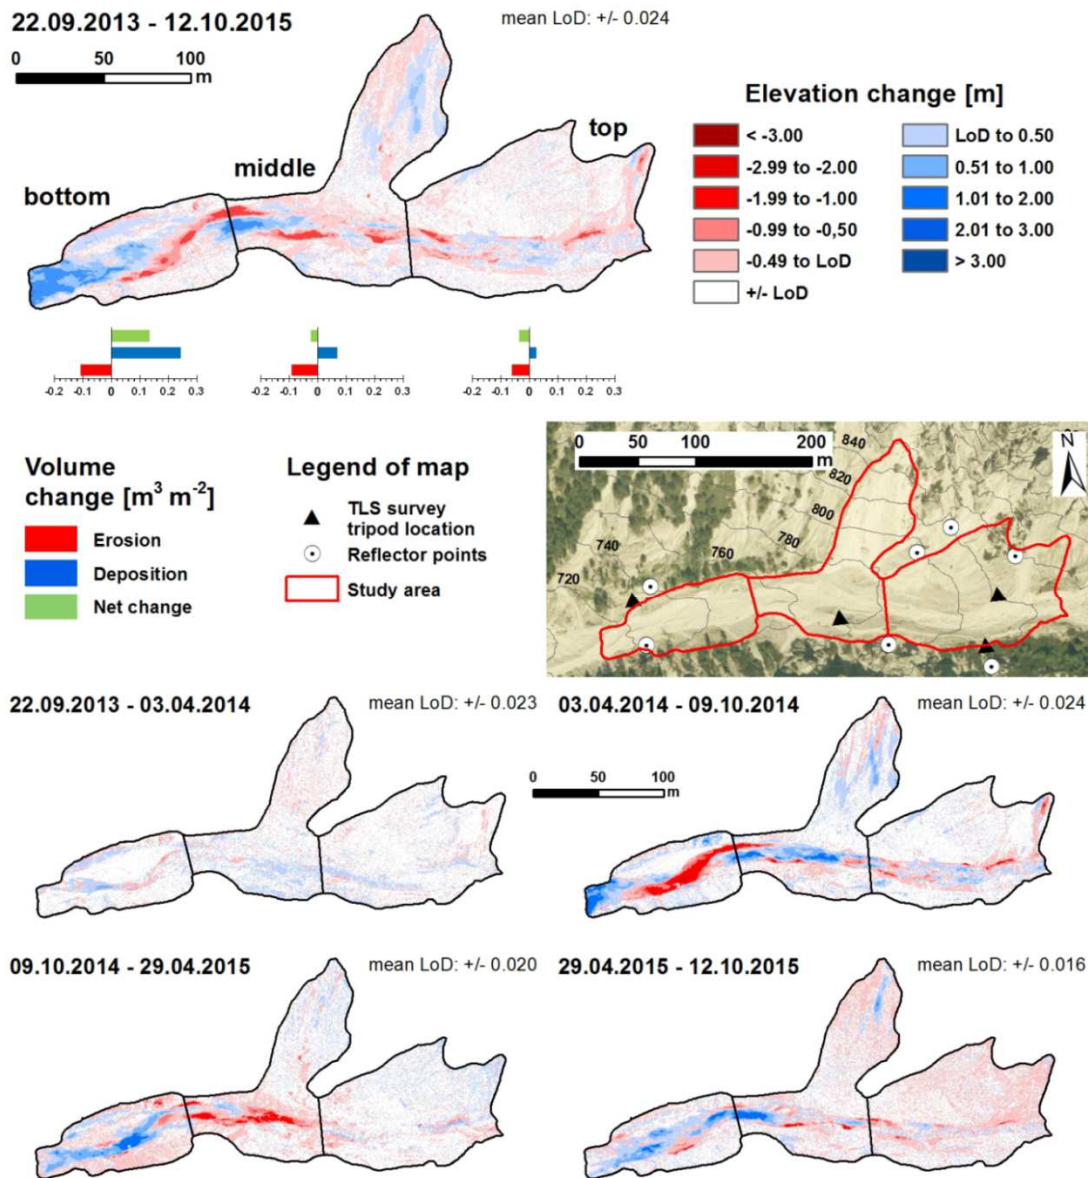 22.09.2013 - 12.10.2015
mean LoD: +/- 0.024
0 50 100
m
Elevation change [m]
top
middle
bottom
< -3.00
-2.99 to -2.00
-1.99 to -1.00
-0.99 to -0,50
-0.49 to LoD
+/- LoD
LoD to 0.50
0.51 to 1.00
1.01 to 2.00
2.01 to 3.00
> 3.00
-0.2 -0.1 0 0.1 0.2 0.3
-0.2 -0.1 0 0.1 0.2 0.3
-0.2 -0.1 0 0.1 0.2 0.3
Volume
change [m³ m⁻²]
Erosion
Deposition
Net change
Legend of map
TLS survey
tripod location
Reflector points
Study area
0 50 100 200
m
N
840
820
800
780
760
740
720
22.09.2013 - 03.04.2014
mean LoD: +/- 0.023
03.04.2014 - 09.10.2014
mean LoD: +/- 0.024
0 50 100
m
09.10.2014 - 29.04.2015
mean LoD: +/- 0.020
29.04.2015 - 12.10.2015
mean LoD: +/- 0.016